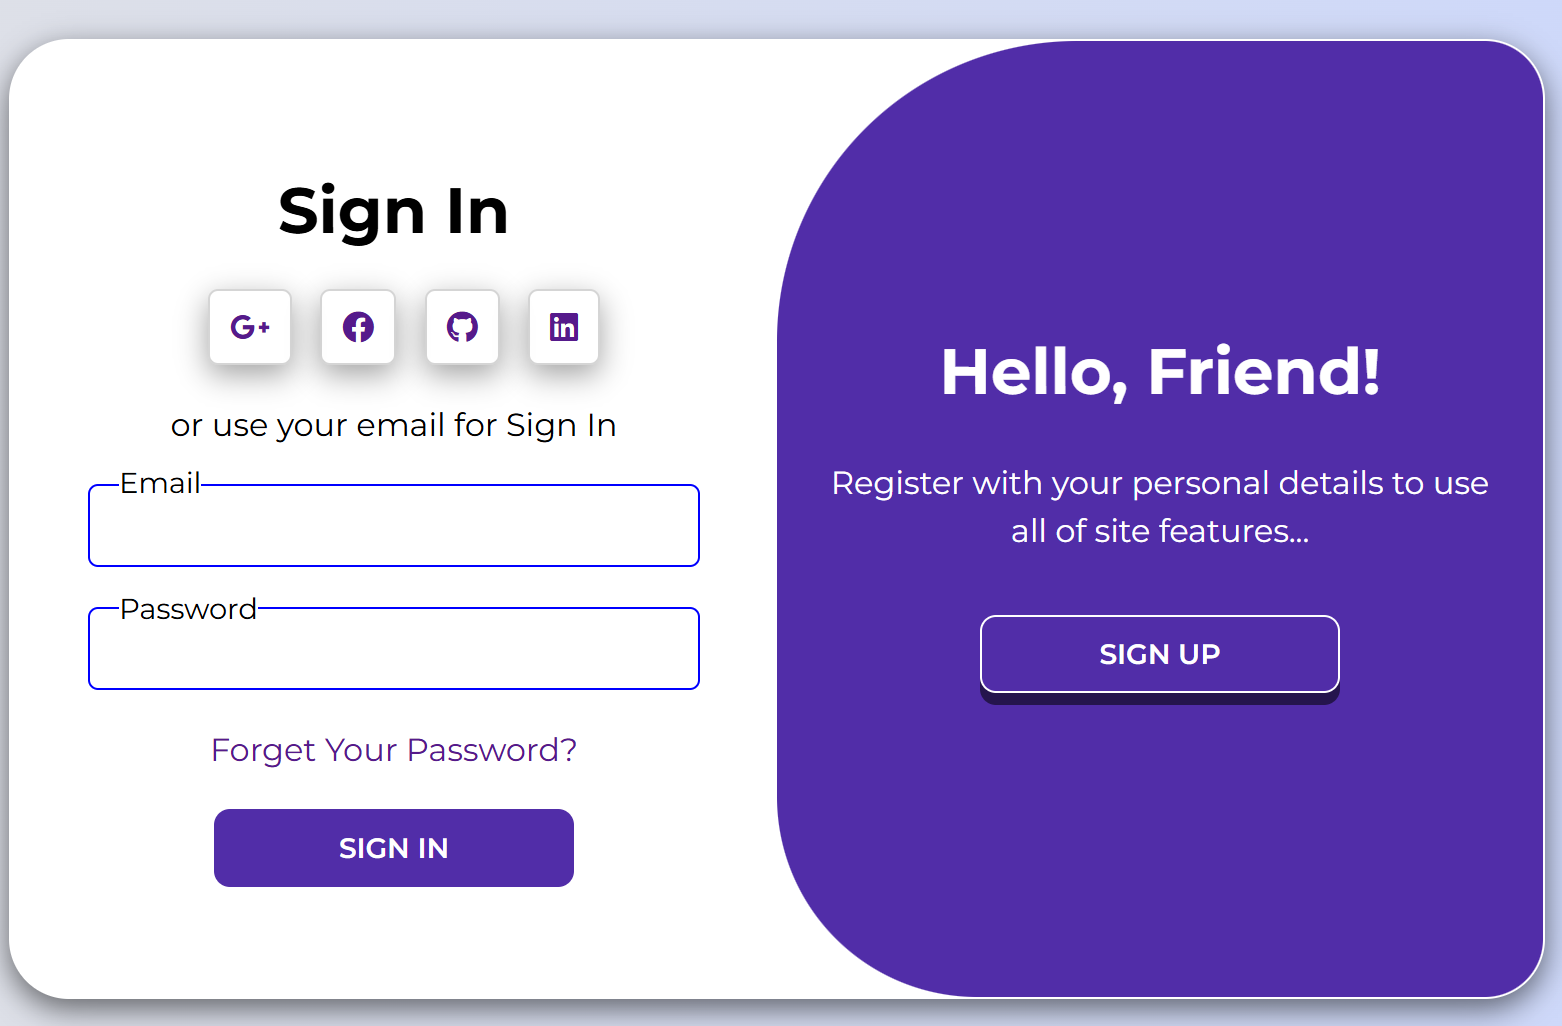 Sign In
G+
in
or use your email for Sign In
Email
Password
Forget Your Password?
SIGN IN
Hello, Friend!
Register with your personal details to use
all of site features...
SIGN UP